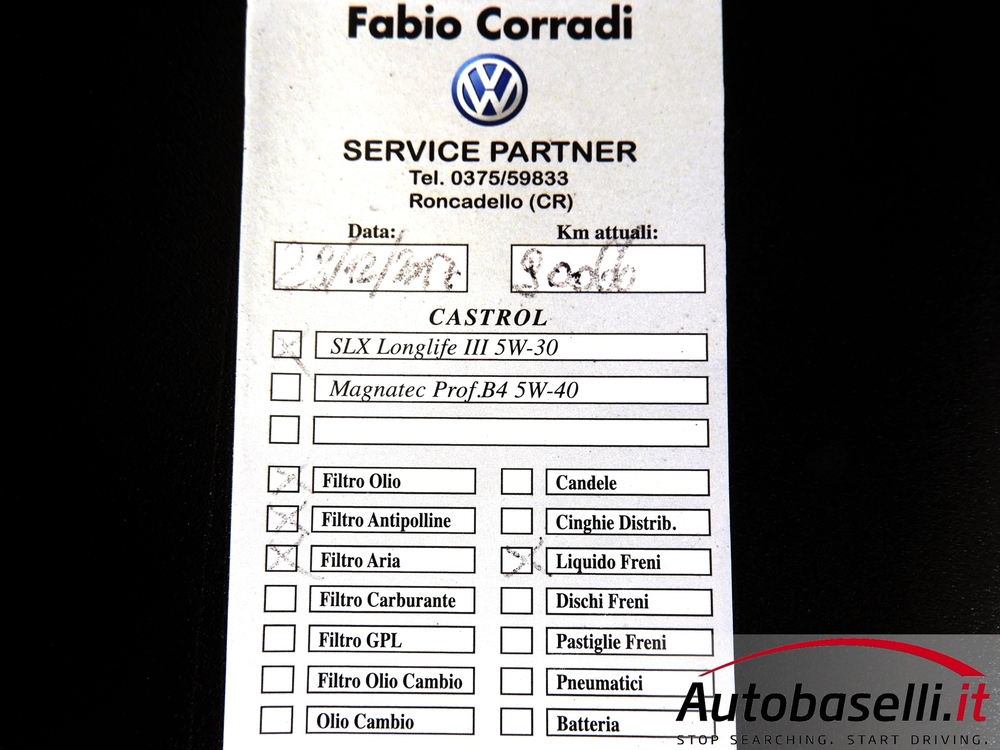 Fabio Corradi
SERVICE PARTNER
Tel. 0375/59833
Roncadello (CR)
Data: Km attuali:
CASTROL
SLX Longlife III 5W-30
Magnatec Prof.B4 5W-40
Filtro Olio Candele
Filtro Antipolline Cinghie Distrib.
Filtro Aria Liquido Freni
Filtro Carburante Dischi Freni
Filtro GPL Pastiglie Freni
Filtro Olio Cambio Pneumatici
Olio Cambio Batteria
Autobaselli.it
STOP SEARCHING. START DRIVING.